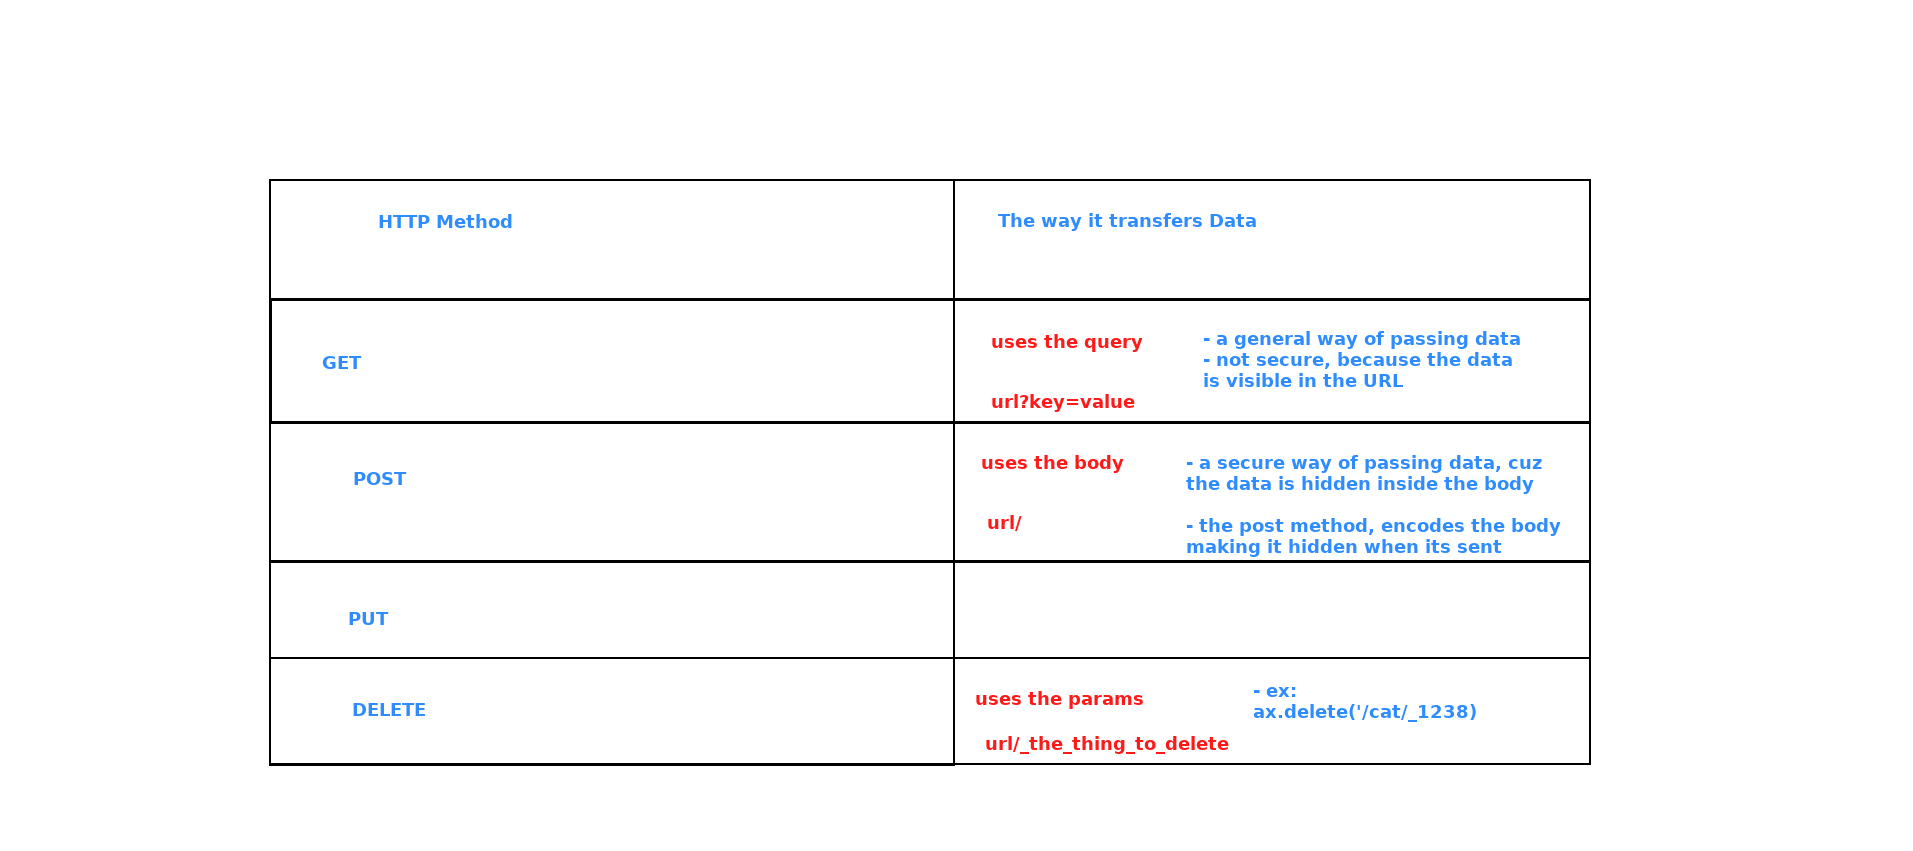 HTTP Method
The way it transfers Data
GET
uses the query
url?key=value
- a general way of passing data
- not secure, because the data
is visible in the URL
POST
uses the body
url/
- a secure way of passing data, cuz
the data is hidden inside the body
- the post method, encodes the body
making it hidden when its sent
PUT
DELETE
uses the params
url/_the_thing_to_delete
- ex:
ax.delete('/cat/_1238)